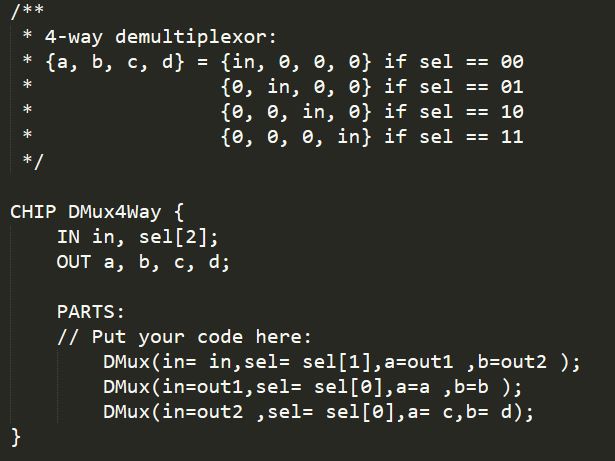 /**
 * 4-way demultiplexor:
 * {a, b, c, d} = {in, 0, 0, 0} if sel == 00
 *                {0, in, 0, 0} if sel == 01
 *                {0, 0, in, 0} if sel == 10
 *                {0, 0, 0, in} if sel == 11
 */
CHIP DMux4Way {
    IN in, sel[2];
    OUT a, b, c, d;
    PARTS:
    // Put your code here:
        DMux(in= in,sel= sel[1],a=out1 ,b=out2 );
        DMux(in=out1,sel= sel[0],a=a ,b=b );
        DMux(in=out2 ,sel= sel[0],a= c,b= d);
}